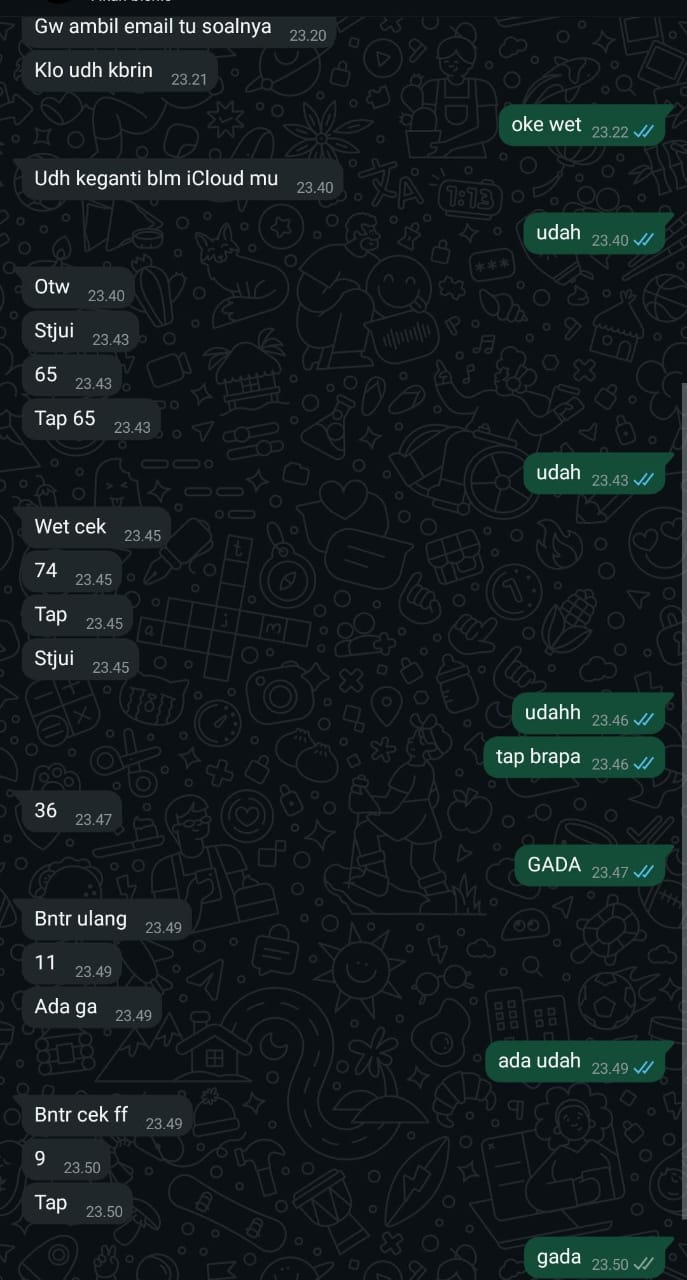 Gw ambil email tu soalnya 23.20
Klo udh kbrin 23.21
oke wet 23.22
Udh keganti blm iCloud mu 23.40
udah 23.40
Otw 23.40
Stjui 23.43
65 23.43
Tap 65 23.43
udah 23.43
Wet cek 23.45
74 23.45
Tap 23.45
Stjui 23.45
udahh 23.46
tap brapa 23.46
36 23.47
GADA 23.47
Bntr ulang 23.49
11 23.49
Ada ga 23.49
ada udah 23.49
Bntr cek ff 23.49
9 23.50
Tap 23.50
gada 23.50